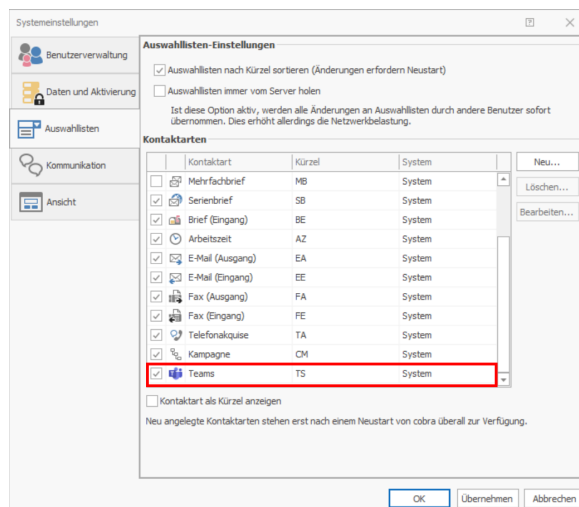 Systemeinstellungen
Benutzerverwaltung
Daten und Aktivierung
Auswahllisten
Kommunikation
Ansicht
Auswahllisten-Einstellungen
Auswahllisten nach Kürzel sortieren (Änderungen erfordern Neustart)
Auswahllisten immer vom Server holen
Ist diese Option aktiv, werden alle Änderungen an Auswahllisten durch andere Benutzer sofort
übernommen. Dies erhöht allerdings die Netzwerkbelastung.
Kontaktarten
Kontaktart Kürzel System
Mehrfachbrief MB System
Serienbrief SB System
Brief (Eingang) BE System
Arbeitszeit AZ System
E-Mail (Ausgang) EA System
E-Mail (Eingang) EE System
Fax (Ausgang) FA System
Fax (Eingang) FE System
Telefonakquise TA System
Kampagne CM System
Teams TS System
Neu...
Löschen...
Bearbeiten...
Kontaktart als Kürzel anzeigen
Neu angelegte Kontaktarten stehen erst nach einem Neustart von cobra überall zur Verfügung.
OK Übernehmen Abbrechen